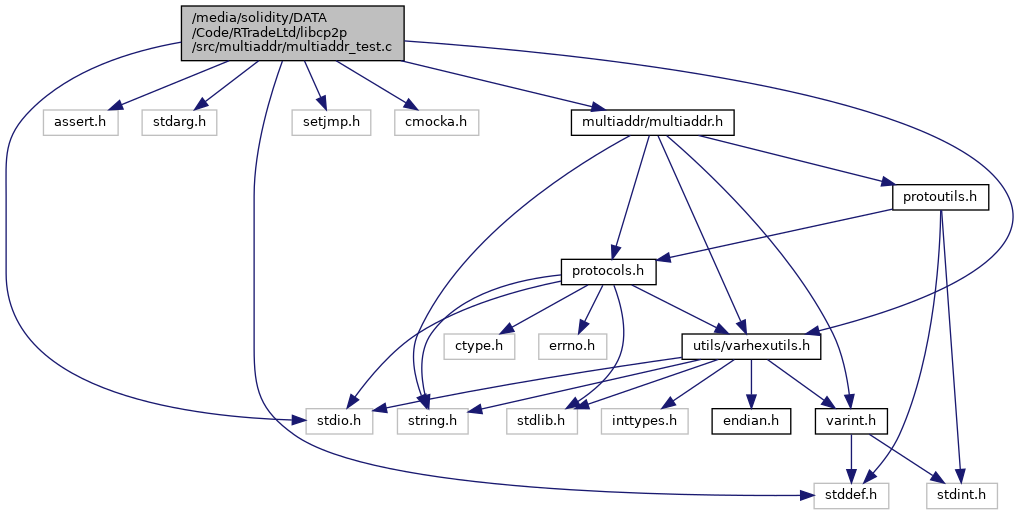 /media/solidity/DATA
/Code/RTradeLtd/libcp2p
/src/multiaddr/multiaddr_test.c
assert.h
stdarg.h
setjmp.h
cmocka.h
multiaddr/multiaddr.h
protoutils.h
protocols.h
ctype.h
errno.h
utils/varhexutils.h
stdio.h
string.h
stdlib.h
inttypes.h
endian.h
varint.h
stddef.h
stdint.h